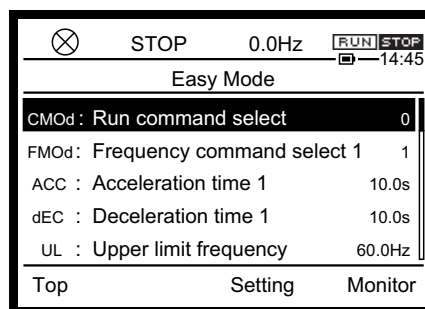 STOP 0.0Hz RUN STOP
14:45
Easy Mode
CMOd : Run command select 0
FMOd : Frequency command select 1 1
ACC : Acceleration time 1 10.0s
dEC : Deceleration time 1 10.0s
UL : Upper limit frequency 60.0Hz
Top Setting Monitor